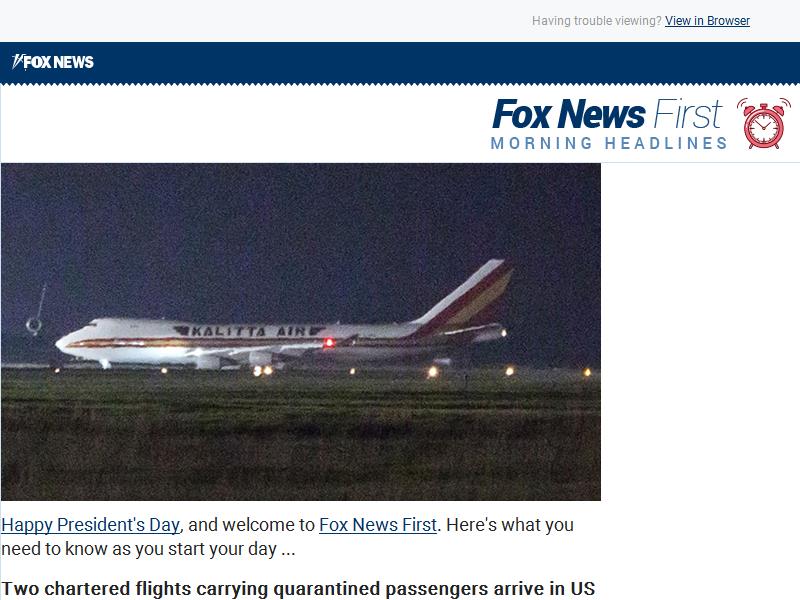 Having trouble viewing? View in Browser
FOX NEWS
Fox News First
MORNING HEADLINES
KALITTA AIR
Happy President's Day, and welcome to Fox News First. Here's what you
need to know as you start your day ...
Two chartered flights carrying quarantined passengers arrive in US